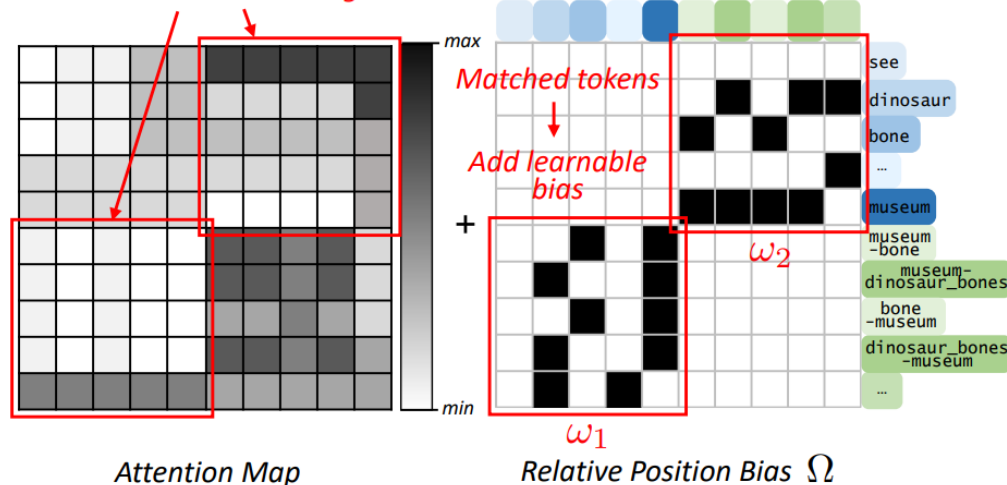 max
min
Attention Map
+
Matched tokens
Add learnable
bias
ω1
ω2
see
dinosaur
bone
...
museum
museum
-bone
museum-
dinosaur_bones
bone
-museum
dinosaur_bones
-museum
...
Relative Position Bias Ω